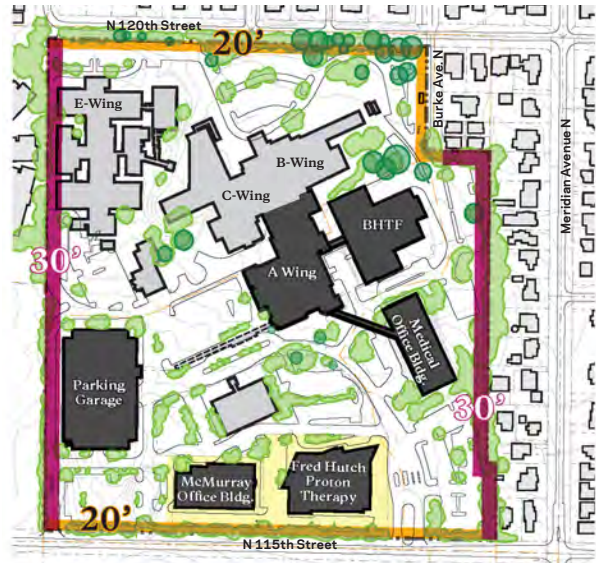 N 120th Street
20'
Burke Ave. N
E-Wing
B-Wing
Meridian Avenue N
C-Wing
BHTF
30'
A Wing
Medical
Office Bldg.
Parking
Garage
30'
Fred Hutch
Proton
Therapy
McMurray
Office Bldg.
20'
N 115th Street